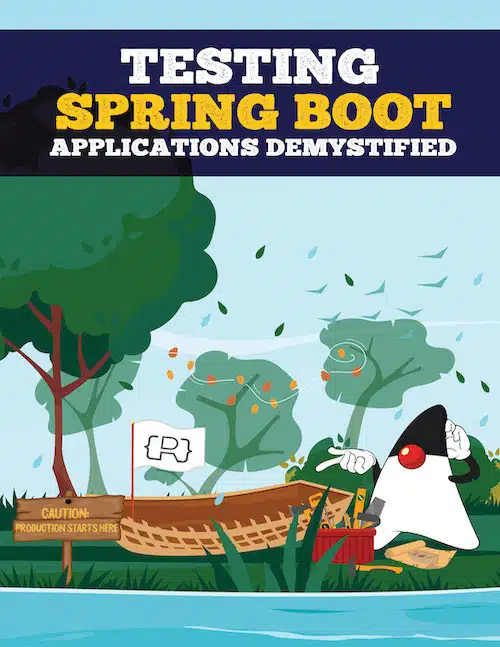 TESTING
SPRING BOOT
APPLICATIONS DEMYSTIFIED
{R}
CAUTION:
PRODUCTION STARTS HERE